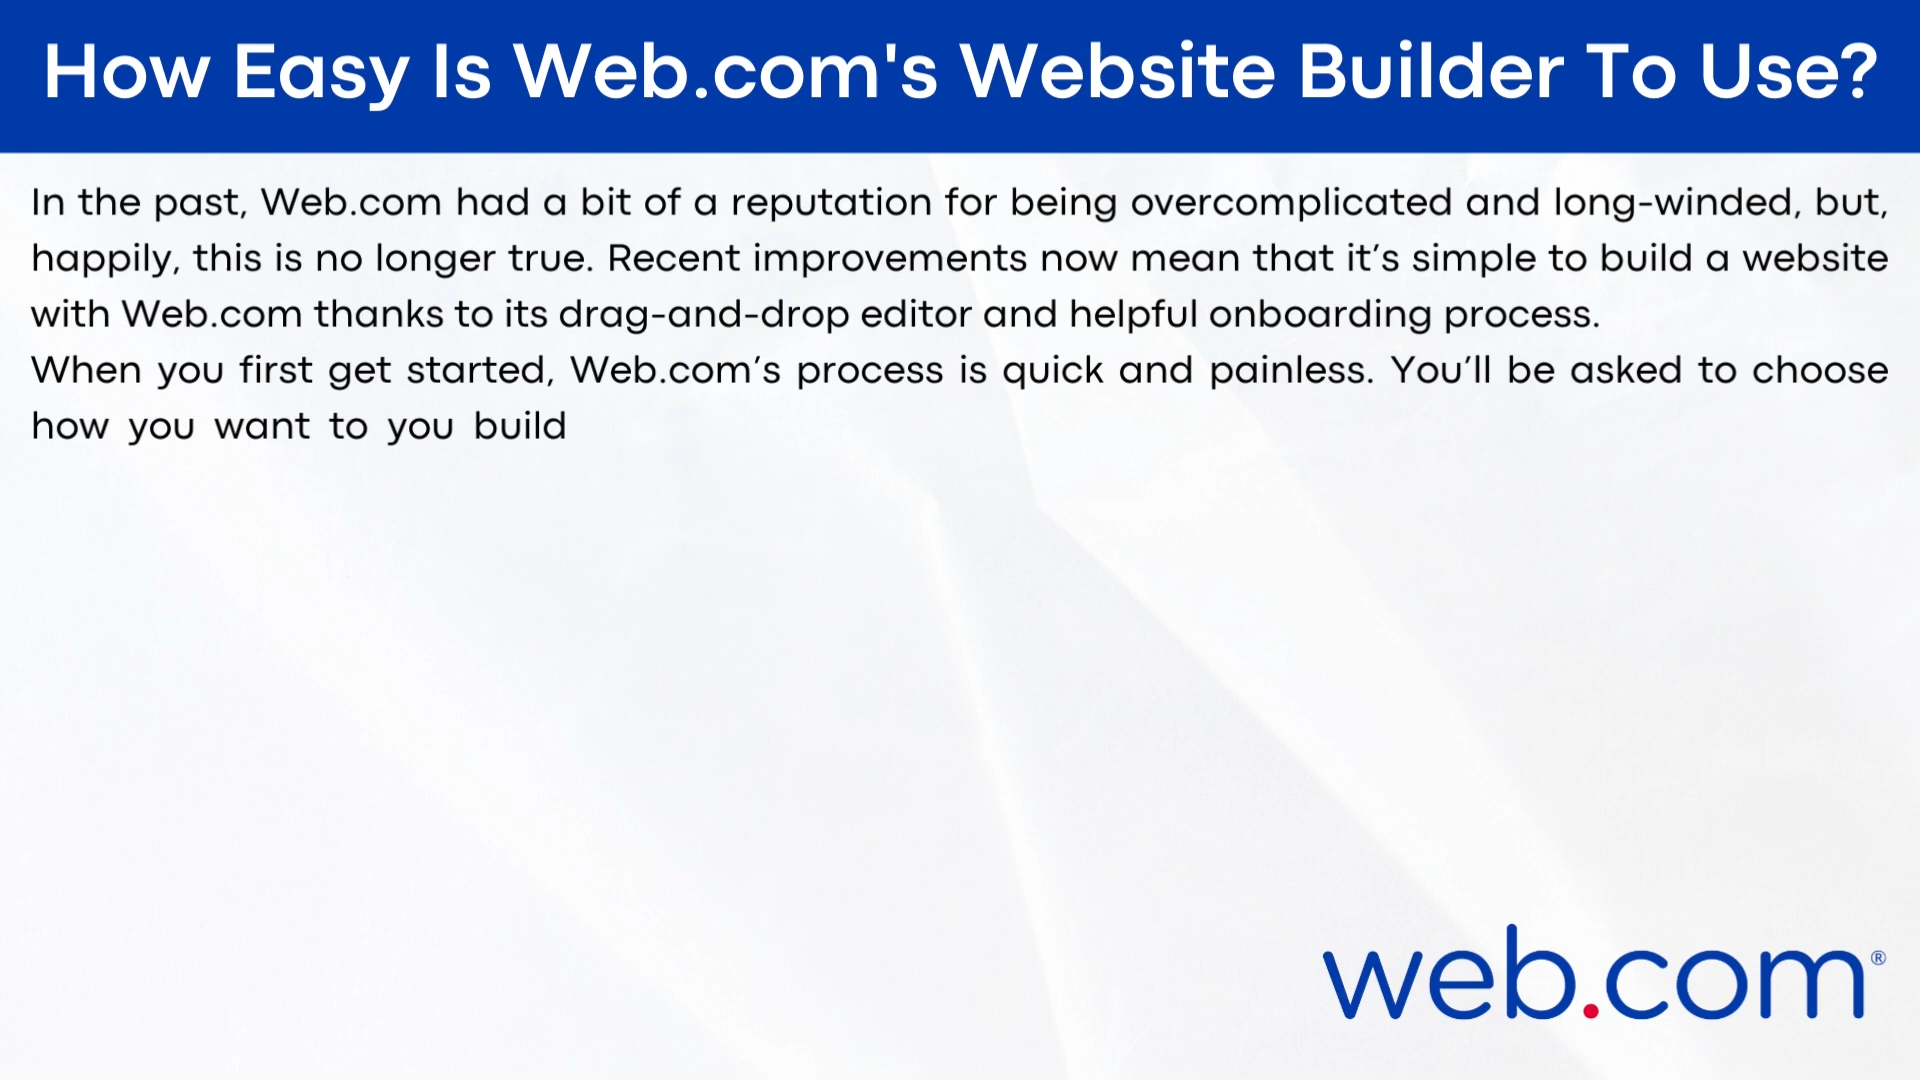 How Easy Is Web.com's Website Builder To Use?
In the past, Web.com had a bit of a reputation for being overcomplicated and long-winded, but,
happily, this is no longer true. Recent improvements now mean that it’s simple to build a website
with Web.com thanks to its drag-and-drop editor and helpful onboarding process.
When you first get started, Web.com’s process is quick and painless. You’ll be asked to choose
how you want to you build
web.com®